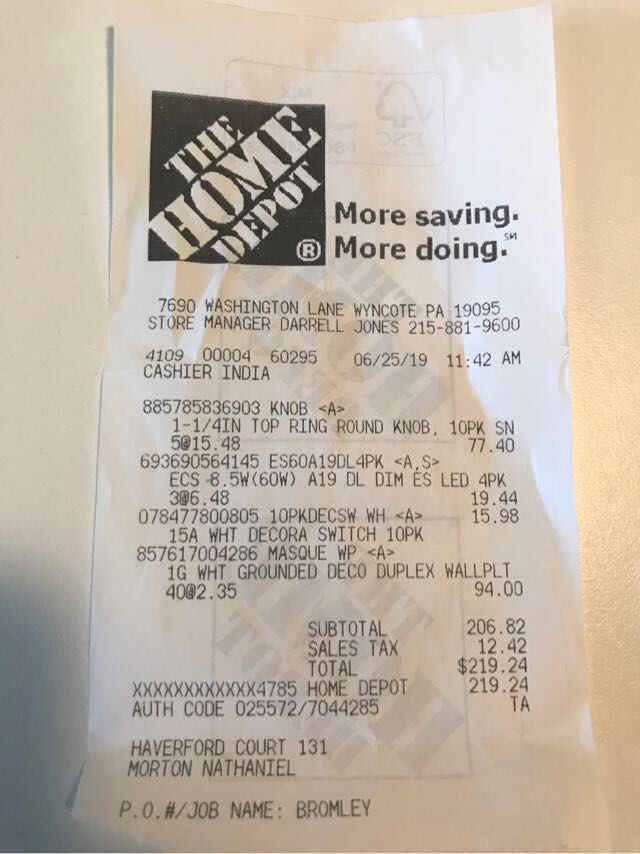 THE
HOME
DEPOT
®
More saving.
More doing.℠
7690 WASHINGTON LANE WYNCOTE PA 19095
STORE MANAGER DARRELL JONES 215-881-9600
4109 00004 60295 06/25/19 11:42 AM
CASHIER INDIA
885785836903 KNOB <A>
1-1/4IN TOP RING ROUND KNOB, 10PK SN
5@15.48 77.40
693690564145 ES60A19DL4PK <A,S>
ECS 8.5W(60W) A19 DL DIM ES LED 4PK
3@6.48 19.44
078477800805 10PKDECSW WH <A> 15.98
15A WHT DECORA SWITCH 10PK
857617004286 MASQUE WP <A>
1G WHT GROUNDED DECO DUPLEX WALLPLT
40@2.35 94.00
SUBTOTAL 206.82
SALES TAX 12.42
TOTAL $219.24
XXXXXXXXXXXX4785 HOME DEPOT 219.24
AUTH CODE 025572/7044285 TA
HAVERFORD COURT 131
MORTON NATHANIEL
P.O.#/JOB NAME: BROMLEY